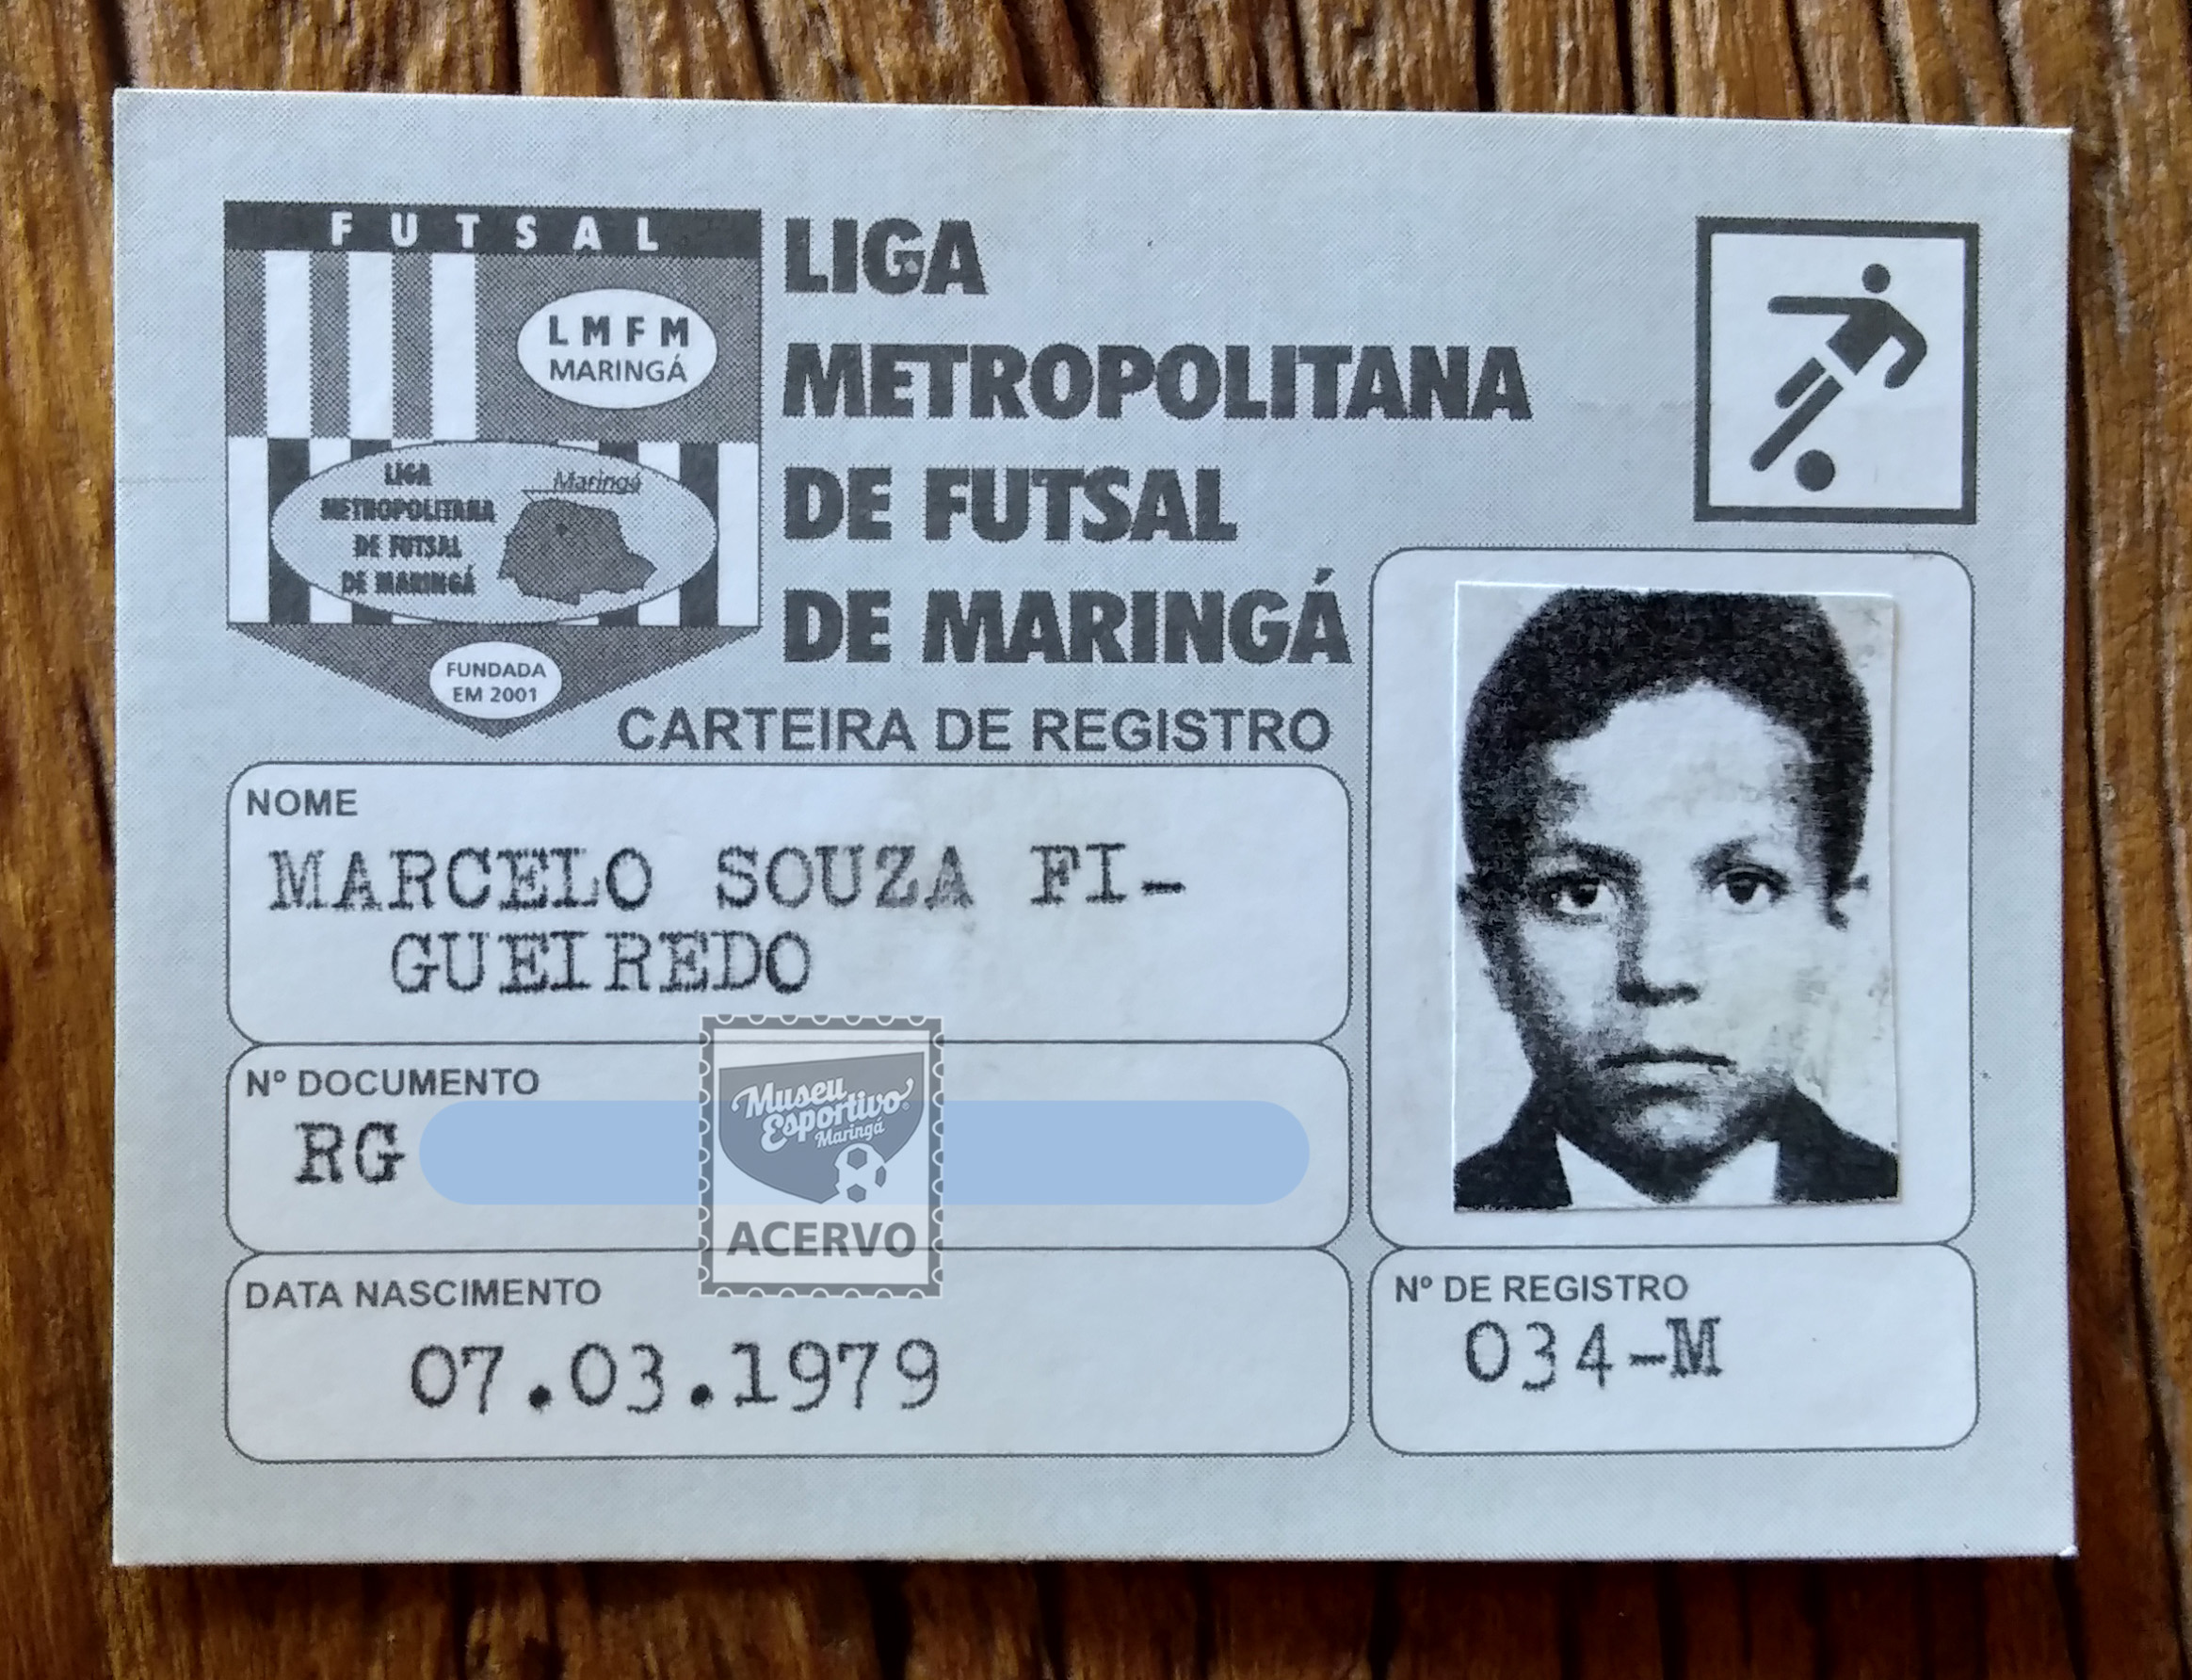 FUTSAL
LMFM
MARINGÁ
LIGA
METROPOLITANA
DE FUTSAL
DE MARINGÁ
Maringá
FUNDADA
EM 2001
LIGA
METROPOLITANA
DE FUTSAL
DE MARINGÁ
CARTEIRA DE REGISTRO
NOME
MARCELO SOUZA FI-
GUEIREDO
Nº DOCUMENTO
RG
Museu
Esportivo
Maringá
ACERVO
DATA NASCIMENTO
07.03.1979
Nº DE REGISTRO
034-M